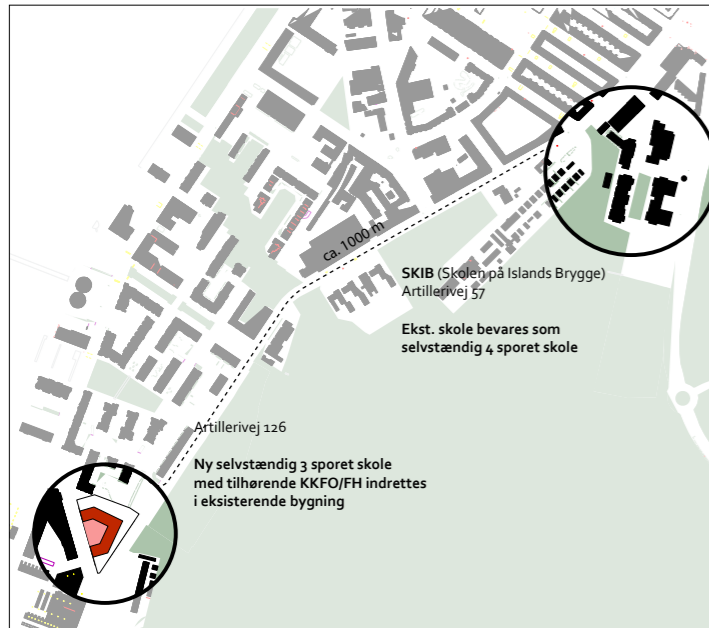 ca. 1000 m
SKIB (Skolen på Islands Brygge)
Artillerivej 57
Ekst. skole bevares som
selvstændig 4 sporet skole
Artillerivej 126
Ny selvstændig 3 sporet skole
med tilhørende KKFO/FH indrettes
i eksisterende bygning